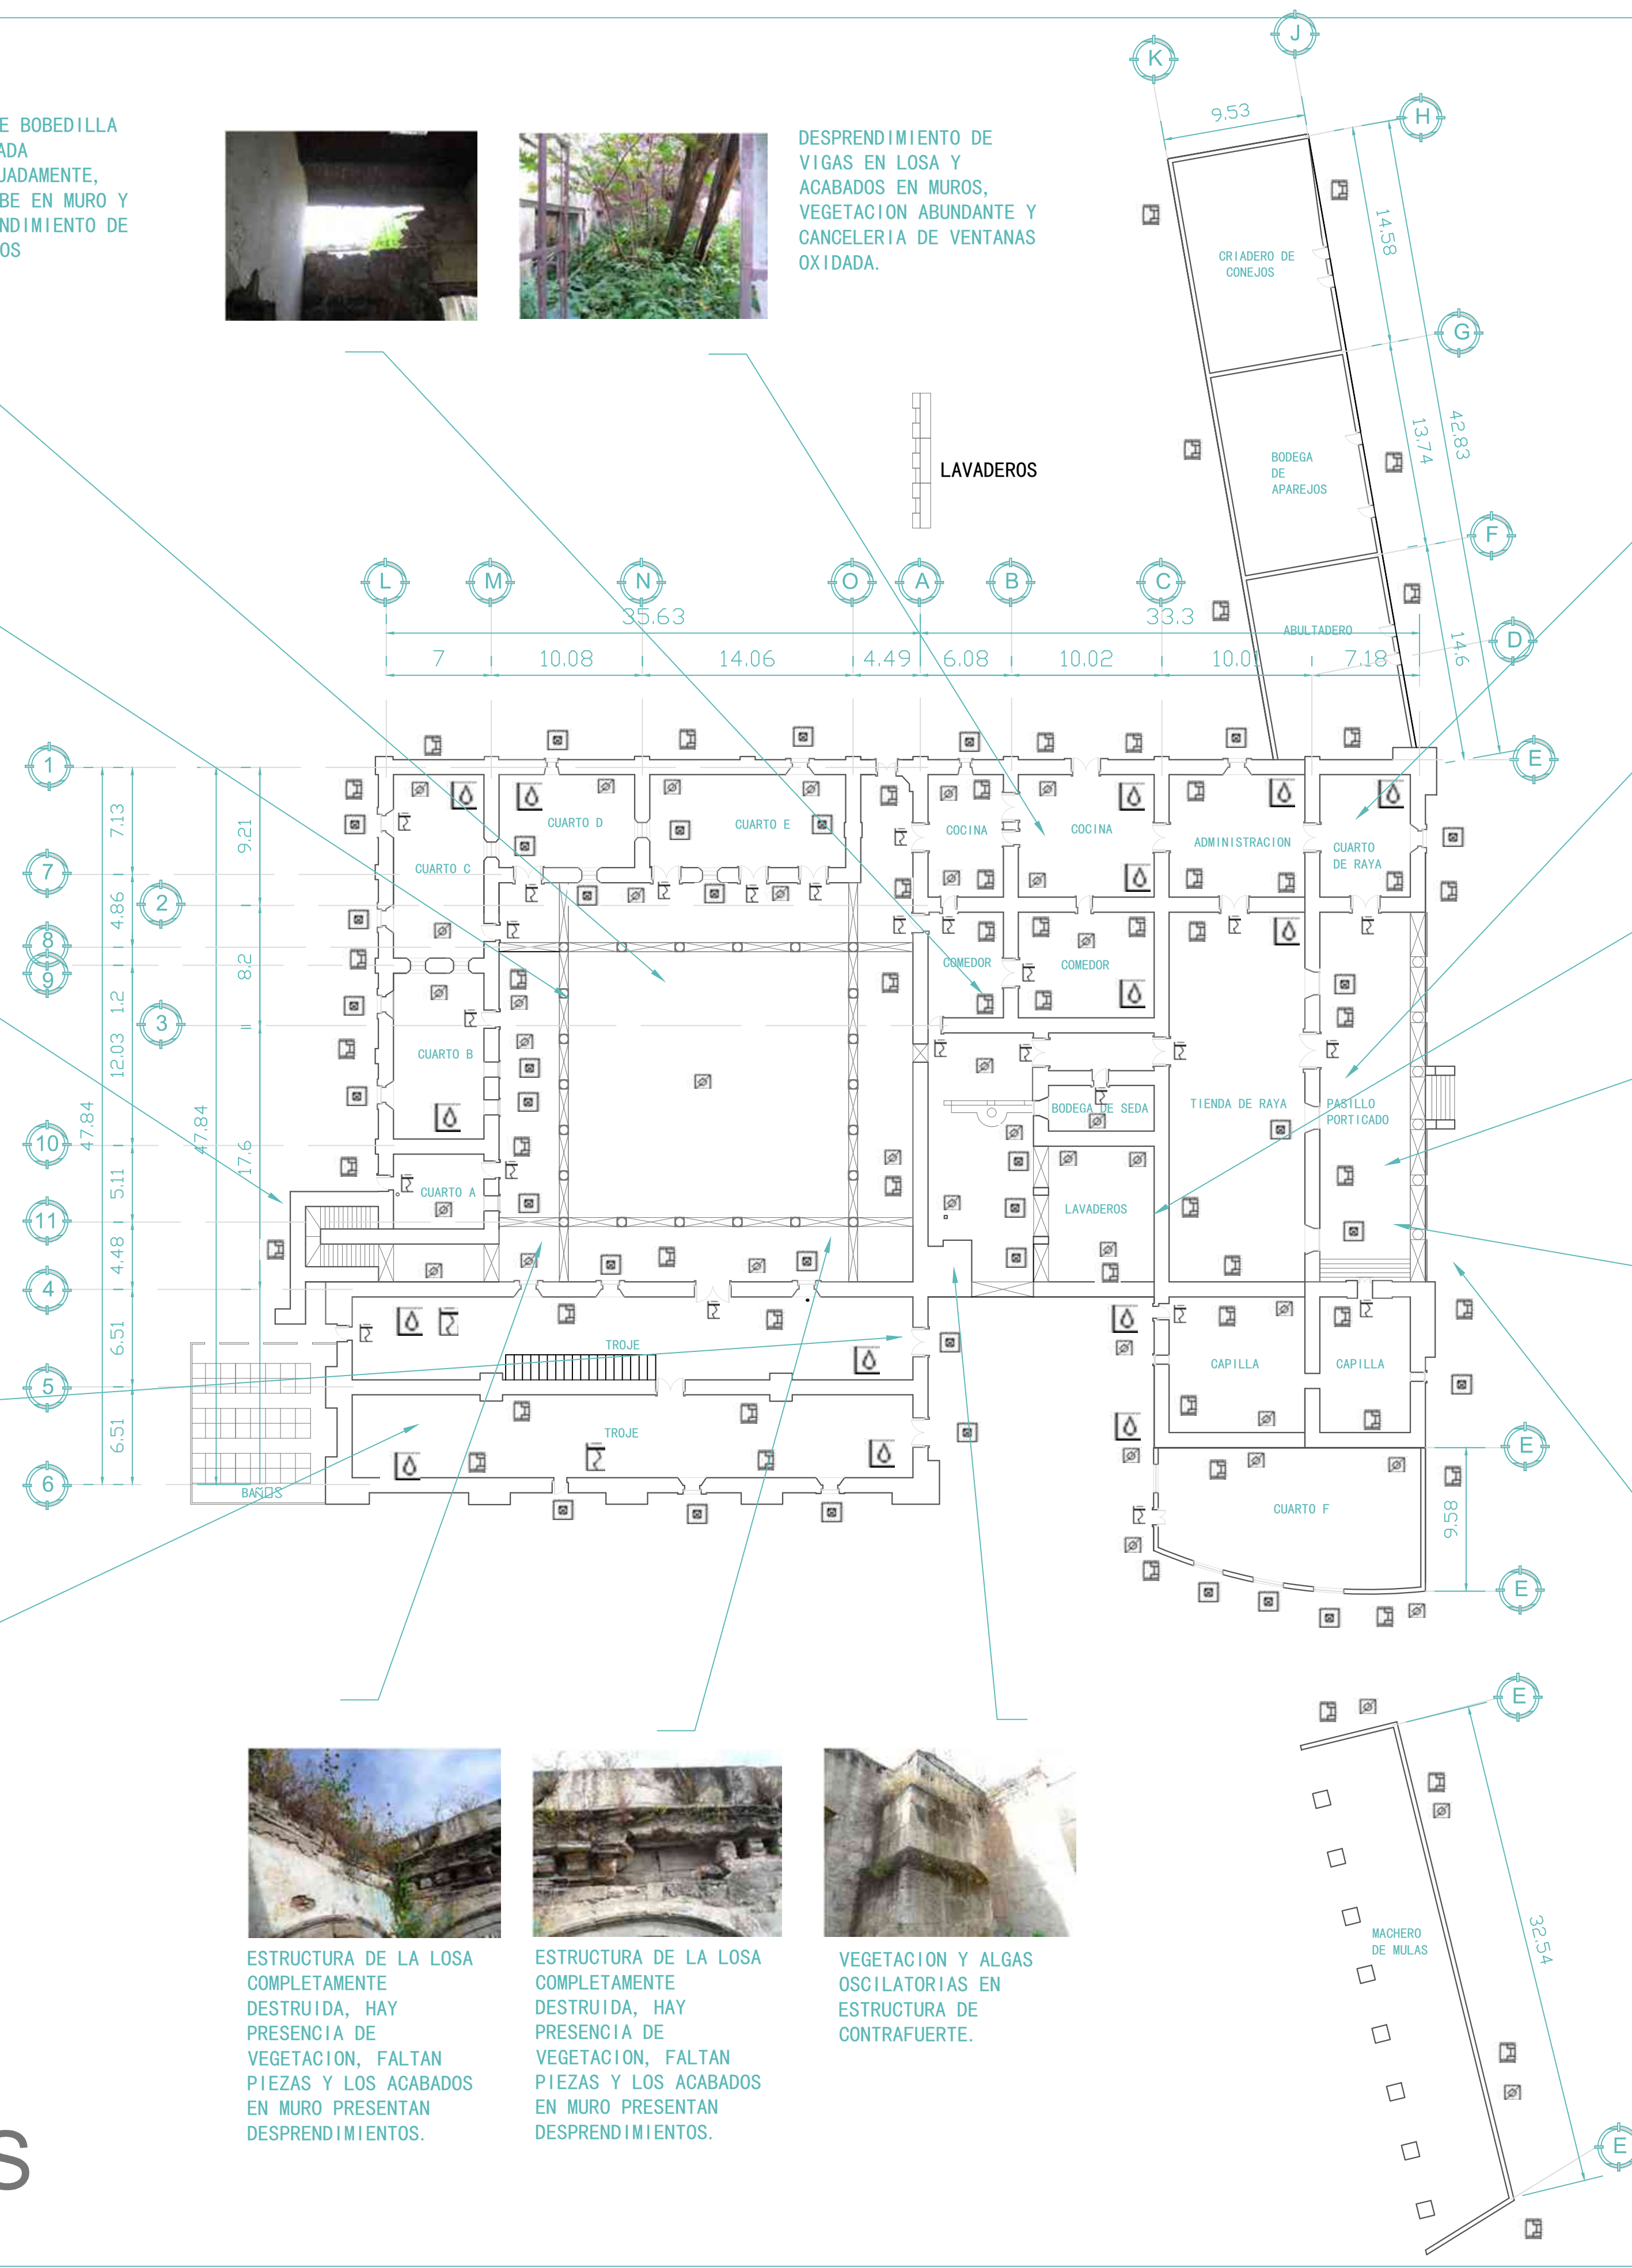 K
J
H
9.53
E BOBEDILLA
ADA
UADAMENTE,
BE EN MURO Y
NDIMIENTO DE
OS
DESPRENDIMIENTO DE
VIGAS EN LOSA Y
ACABADOS EN MUROS,
VEGETACION ABUNDANTE Y
CANCELERIA DE VENTANAS
OXIDADA.
14.58
CRIADERO DE
CONEJOS
G
42.83
13.74
BODEGA
DE
APAREJOS
LAVADEROS
F
L
M
N
O
A
B
C
35.63
33.3
ABULTADERO
14.6
D
7
10.08
14.06
4.49
6.08
10.02
10.01
7.18
E
1
7.13
9.21
CUARTO D
CUARTO E
COCINA
COCINA
ADMINISTRACION
CUARTO
DE RAYA
CUARTO C
7
4.86
2
8
9
8.2
1.2
COMEDOR
COMEDOR
3
12.03
CUARTO B
47.84
47.84
17.6
10
BODEGA DE SEDA
TIENDA DE RAYA
PASILLO
PORTICADO
5.11
CUARTO A
11
LAVADEROS
4.48
4
6.51
TROJE
CAPILLA
CAPILLA
5
6.51
TROJE
E
6
BAÑOS
CUARTO F
9.58
E
E
ESTRUCTURA DE LA LOSA
COMPLETAMENTE
DESTRUIDA, HAY
PRESENCIA DE
VEGETACION, FALTAN
PIEZAS Y LOS ACABADOS
EN MURO PRESENTAN
DESPRENDIMIENTOS.
ESTRUCTURA DE LA LOSA
COMPLETAMENTE
DESTRUIDA, HAY
PRESENCIA DE
VEGETACION, FALTAN
PIEZAS Y LOS ACABADOS
EN MURO PRESENTAN
DESPRENDIMIENTOS.
VEGETACION Y ALGAS
OSCILATORIAS EN
ESTRUCTURA DE
CONTRAFUERTE.
MACHERO
DE MULAS
32.54
E
S